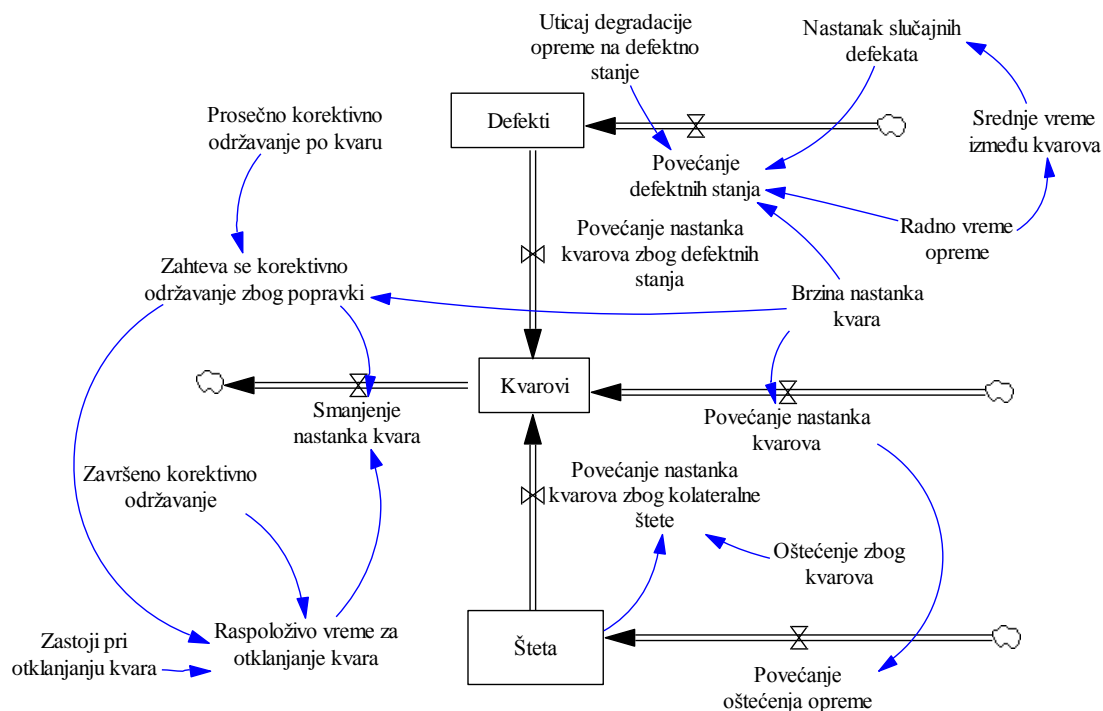 Uticaj degradacije
opreme na defektno
stanje
Nastanak slučajnih
defekata
Prosečno korektivno
održavanje po kvaru
Defekti
Srednje vreme
između kvarova
Povećanje
defektnih stanja
Povećanje nastanka
kvarova zbog defektnih
stanja
Radno vreme
opreme
Zahteva se korektivno
održavanje zbog popravki
Brzina nastanka
kvara
Kvarovi
Smanjenje
nastanka kvara
Povećanje nastanka
kvarova
Završeno korektivno
održavanje
Povećanje nastanka
kvarova zbog kolateralne
štete
Oštećenje zbog
kvarova
Zastoji pri
otklanjanju kvara
Raspoloživo vreme za
otklanjanje kvara
Šteta
Povećanje
oštećenja opreme